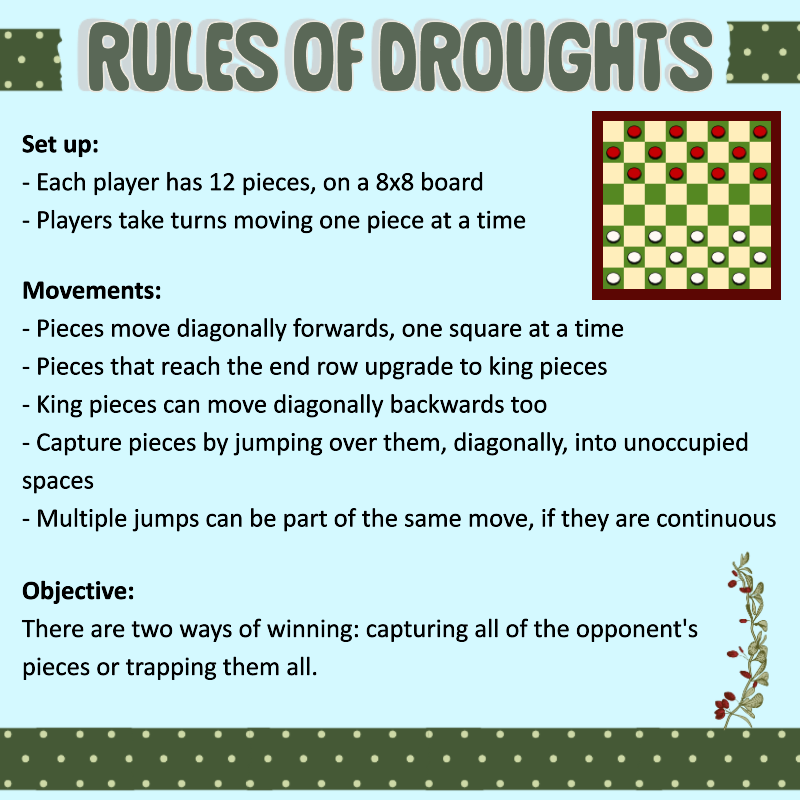 RULES OF DROUGHTS
Set up:
- Each player has 12 pieces, on a 8x8 board
- Players take turns moving one piece at a time
Movements:
- Pieces move diagonally forwards, one square at a time
- Pieces that reach the end row upgrade to king pieces
- King pieces can move diagonally backwards too
- Capture pieces by jumping over them, diagonally, into unoccupied
spaces
- Multiple jumps can be part of the same move, if they are continuous
Objective:
There are two ways of winning: capturing all of the opponent's
pieces or trapping them all.